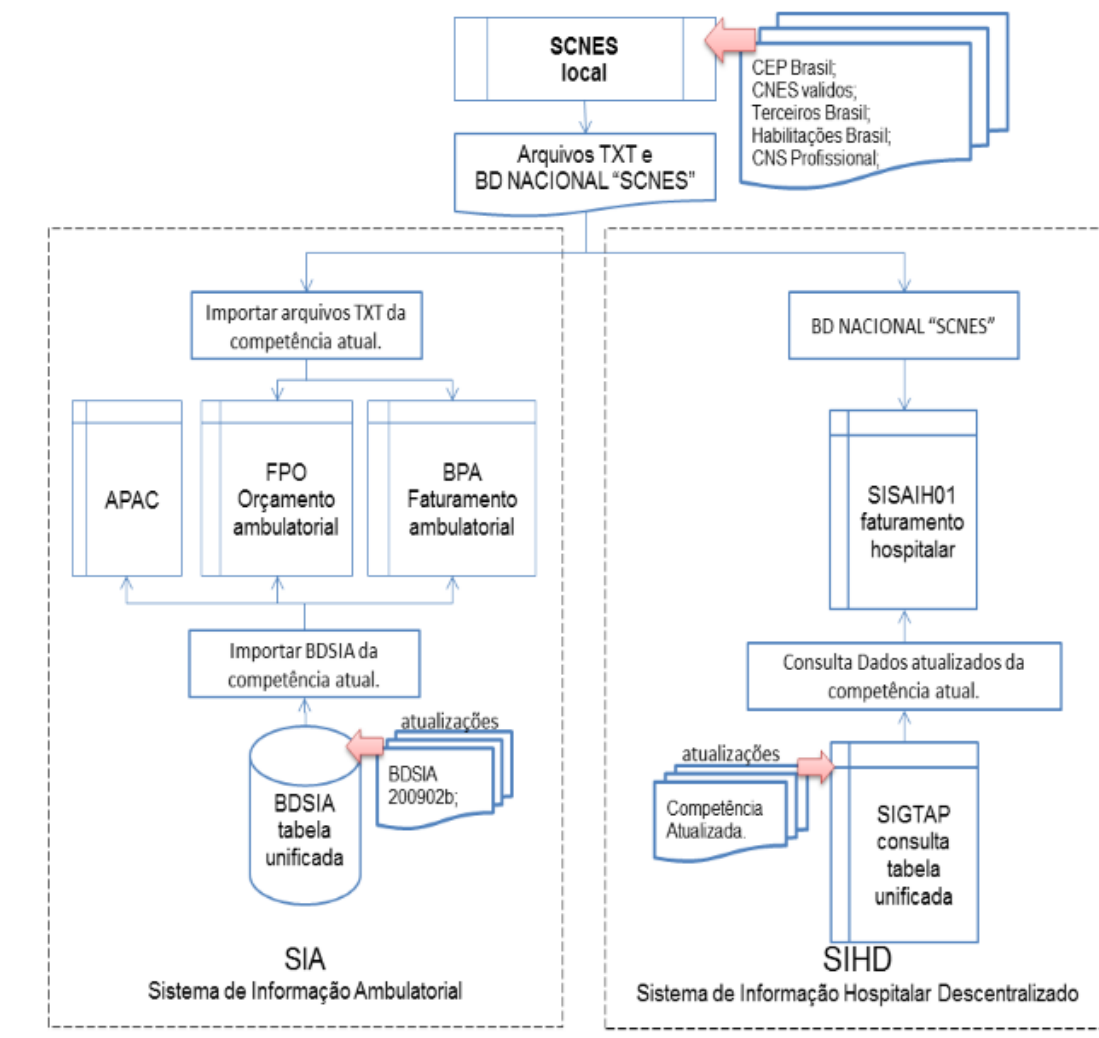 SCNES
local
CEP Brasil;
CNES validos;
Terceiros Brasil;
Habilitações Brasil;
CNS Profissional;
Arquivos TXT e
BD NACIONAL “SCNES”
Importar arquivos TXT da
competência atual.
BD NACIONAL “SCNES”
APAC
FPO
Orçamento
ambulatorial
BPA
Faturamento
ambulatorial
SISAIH01
faturamento
hospitalar
Importar BDSIA da
competência atual.
Consulta Dados atualizados da
competência atual.
atualizações
BDSIA
200902b;
BDSIA
tabela
unificada
atualizações
Competência
Atualizada.
SIGTAP
consulta
tabela
unificada
SIA
Sistema de Informação Ambulatorial
SIHD
Sistema de Informação Hospitalar Descentralizado